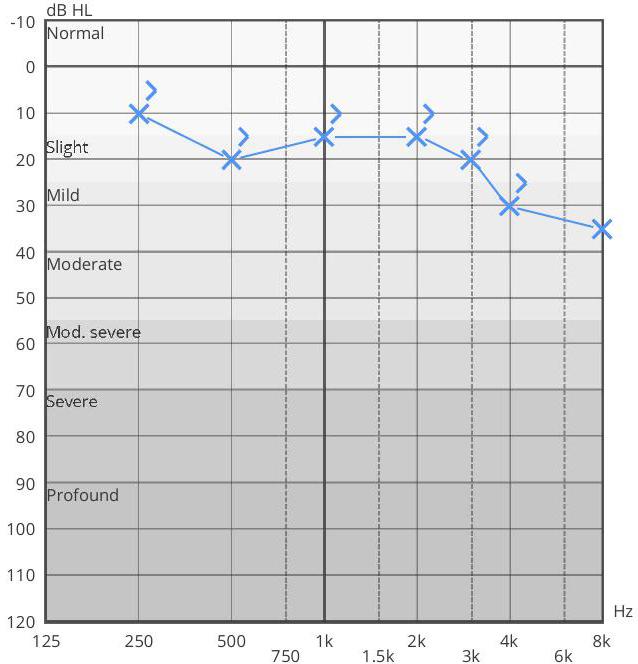 dB HL
-10
Normal
0
10
Slight
20
Mild
30
40
Moderate
50
Mod. severe
60
70
Severe
80
90
Profound
100
110
120
Hz
125 250 500 1k 2k 4k 8k
750 1.5k 3k 6k